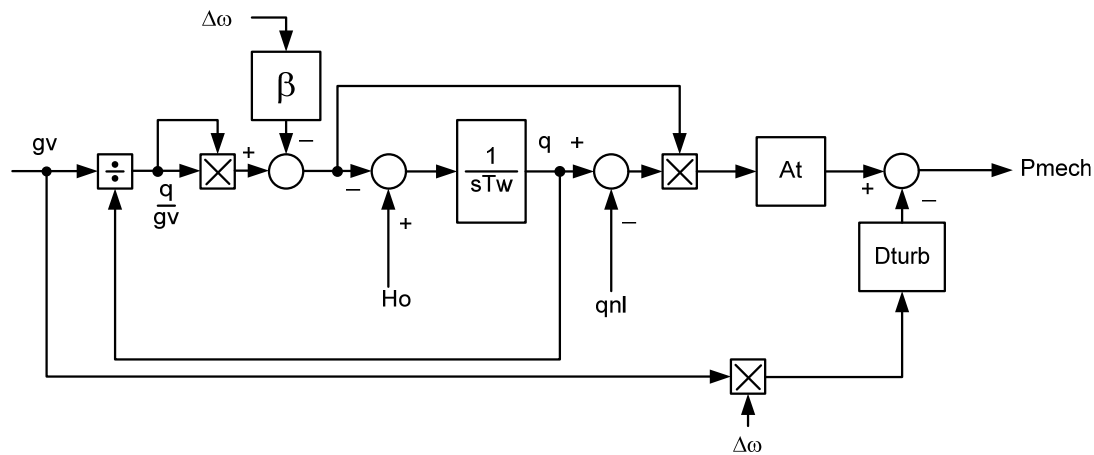 Δω
β
gv
÷
q
gv
+
−
−
+
Ho
1
sTw
q
+
−
qnl
At
+
−
Pmech
Dturb
Δω